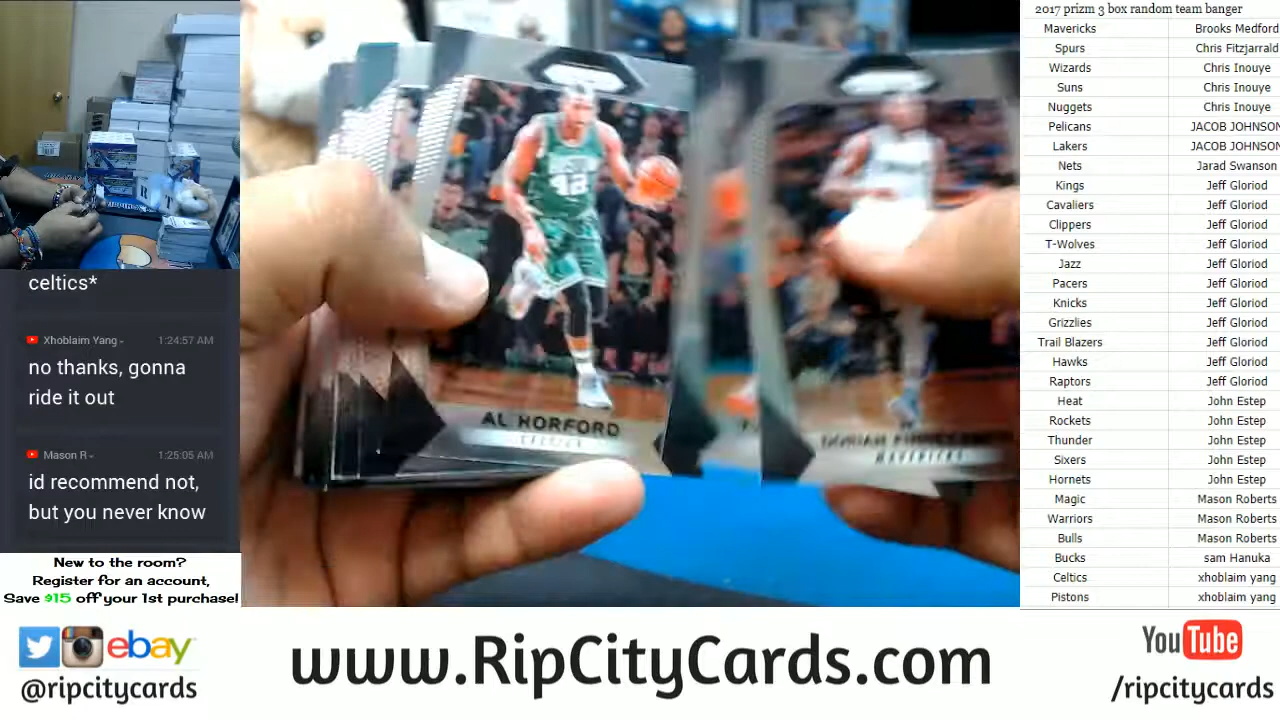 celtics*
Xhoblaim Yang 1:24:57 AM
no thanks, gonna
ride it out
Mason R 1:25:05 AM
id recommend not,
but you never know
New to the room?
Register for an account,
Save $15 off your 1st purchase!
42
AL HORFORD
CELTICS
DORIAN FINNEY
MAVERICKS
2017 prizm 3 box random team banger
Mavericks Brooks Medford
Spurs Chris Fitzjarrald
Wizards Chris Inouye
Suns Chris Inouye
Nuggets Chris Inouye
Pelicans JACOB JOHNSON
Lakers JACOB JOHNSON
Nets Jarad Swanson
Kings Jeff Gloriod
Cavaliers Jeff Gloriod
Clippers Jeff Gloriod
T-Wolves Jeff Gloriod
Jazz Jeff Gloriod
Pacers Jeff Gloriod
Knicks Jeff Gloriod
Grizzlies Jeff Gloriod
Trail Blazers Jeff Gloriod
Hawks Jeff Gloriod
Raptors Jeff Gloriod
Heat John Estep
Rockets John Estep
Thunder John Estep
Sixers John Estep
Hornets John Estep
Magic Mason Roberts
Warriors Mason Roberts
Bulls Mason Roberts
Bucks sam Hanuka
Celtics xhoblaim yang
Pistons xhoblaim yang
ebay
@ripcitycards
www.RipCityCards.com
YouTube
/ripcitycards